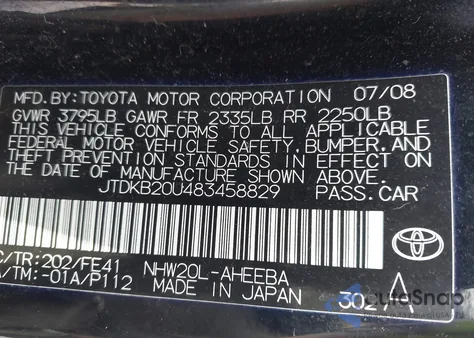 MFD.BY:TOYOTA MOTOR CORPORATION 07/08
GVWR 3795LB GAWR FR 2335LB RR 2250LB
THIS VEHICLE CONFORMS TO ALL APPLICABLE
FEDERAL MOTOR VEHICLE SAFETY, BUMPER, AND
THEFT PREVENTION STANDARDS IN EFFECT ON
THE DATE OF MANUFACTURE SHOWN ABOVE.
JTDKB20U483458829 PASS.CAR
C/TR:202/FE41 NHW20L-AHEEBA
A/TM:-01A/P112 MADE IN JAPAN
TOYOTA
autoSnap